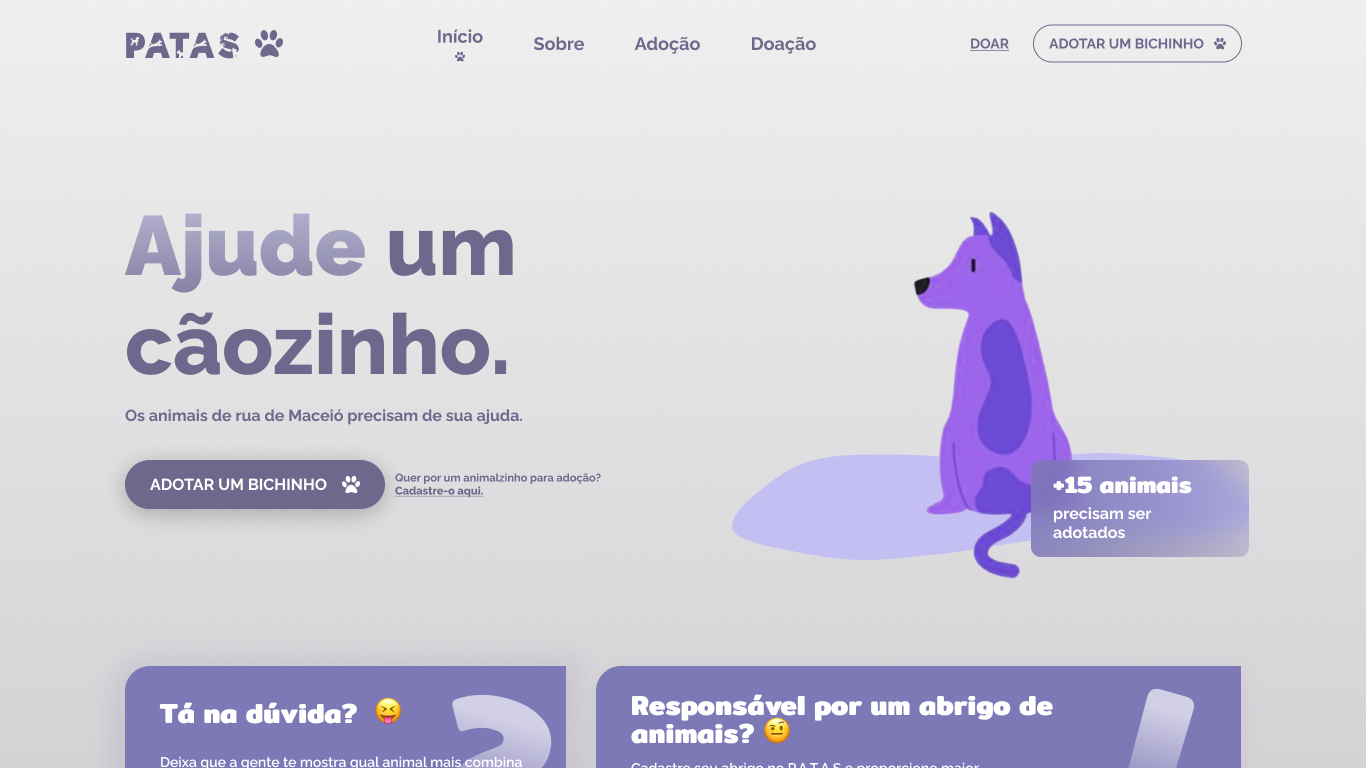 PATAS
Início
Sobre
Adoção
Doação
DOAR
ADOTAR UM BICHINHO
Ajude um
cãozinho.
Os animais de rua de Maceió precisam de sua ajuda.
ADOTAR UM BICHINHO
Quer por um animalzinho para adoção?
Cadastre-o aqui.
+15 animais
precisam ser
adotados
Tá na dúvida? 😝
Deixa que a gente te mostra qual animal mais combina
Responsável por um abrigo de
animais? 🤨
Cadastre seu abrigo no P.A.T.A.S e proporcione maior